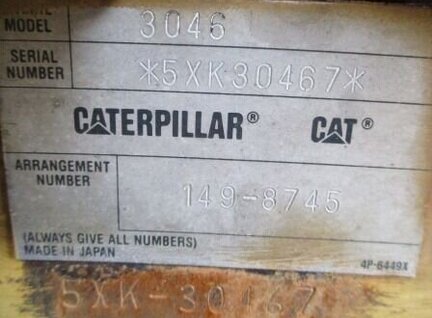 MODEL 3046
SERIAL NUMBER *5XK30467*
CATERPILLAR® CAT®
ARRANGEMENT NUMBER 149-8745
(ALWAYS GIVE ALL NUMBERS)
MADE IN JAPAN 4P-6449X
5XK-30467